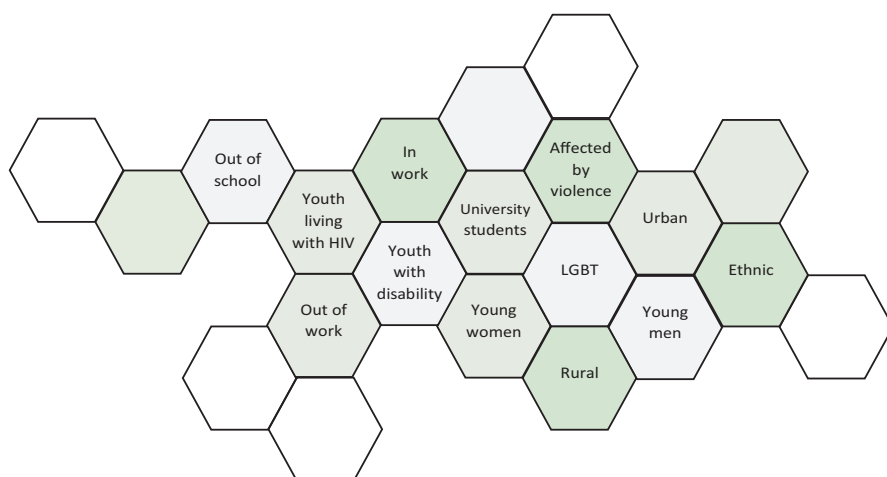 Out of
school
Youth
living
with HIV
In
work
Out of
work
Youth
with
disability
University
students
Young
women
Affected
by
violence
LGBT
Rural
Urban
Young
men
Ethnic